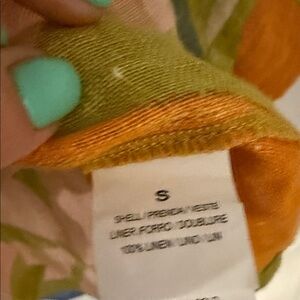 S
SHELL / PRENDA / VESTE
LINER FORRO / DOUBLURE
100% LINEN / LINO / LIN